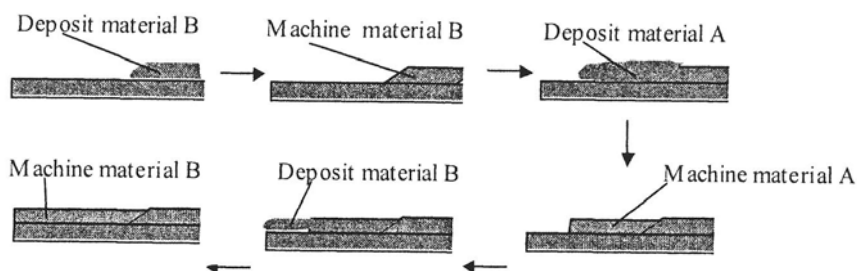 Deposit material B
Machine material B
Deposit material A
Machine material A
Deposit material B
Machine material B